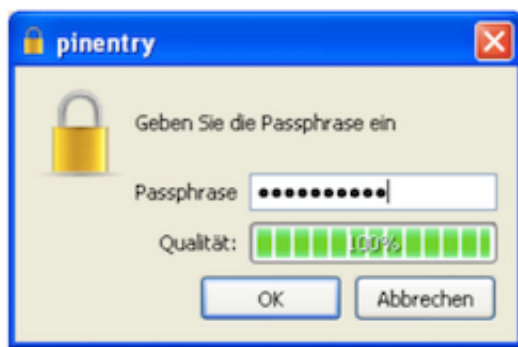 pinentry
Geben Sie die Passphrase ein
Passphrase ••••••••••
Qualität: 100%
OK Abbrechen